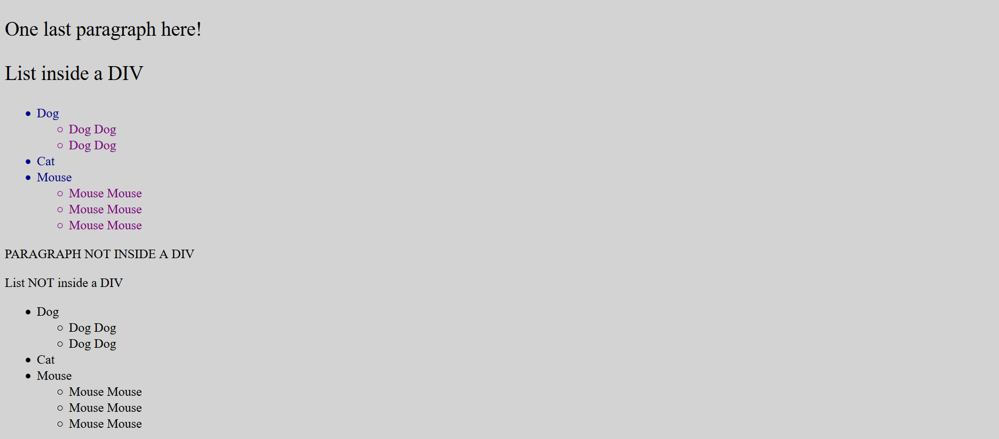 One last paragraph here!
List inside a DIV
Dog
Dog Dog
Dog Dog
Cat
Mouse
Mouse Mouse
Mouse Mouse
Mouse Mouse
PARAGRAPH NOT INSIDE A DIV
List NOT inside a DIV
Dog
Dog Dog
Dog Dog
Cat
Mouse
Mouse Mouse
Mouse Mouse
Mouse Mouse